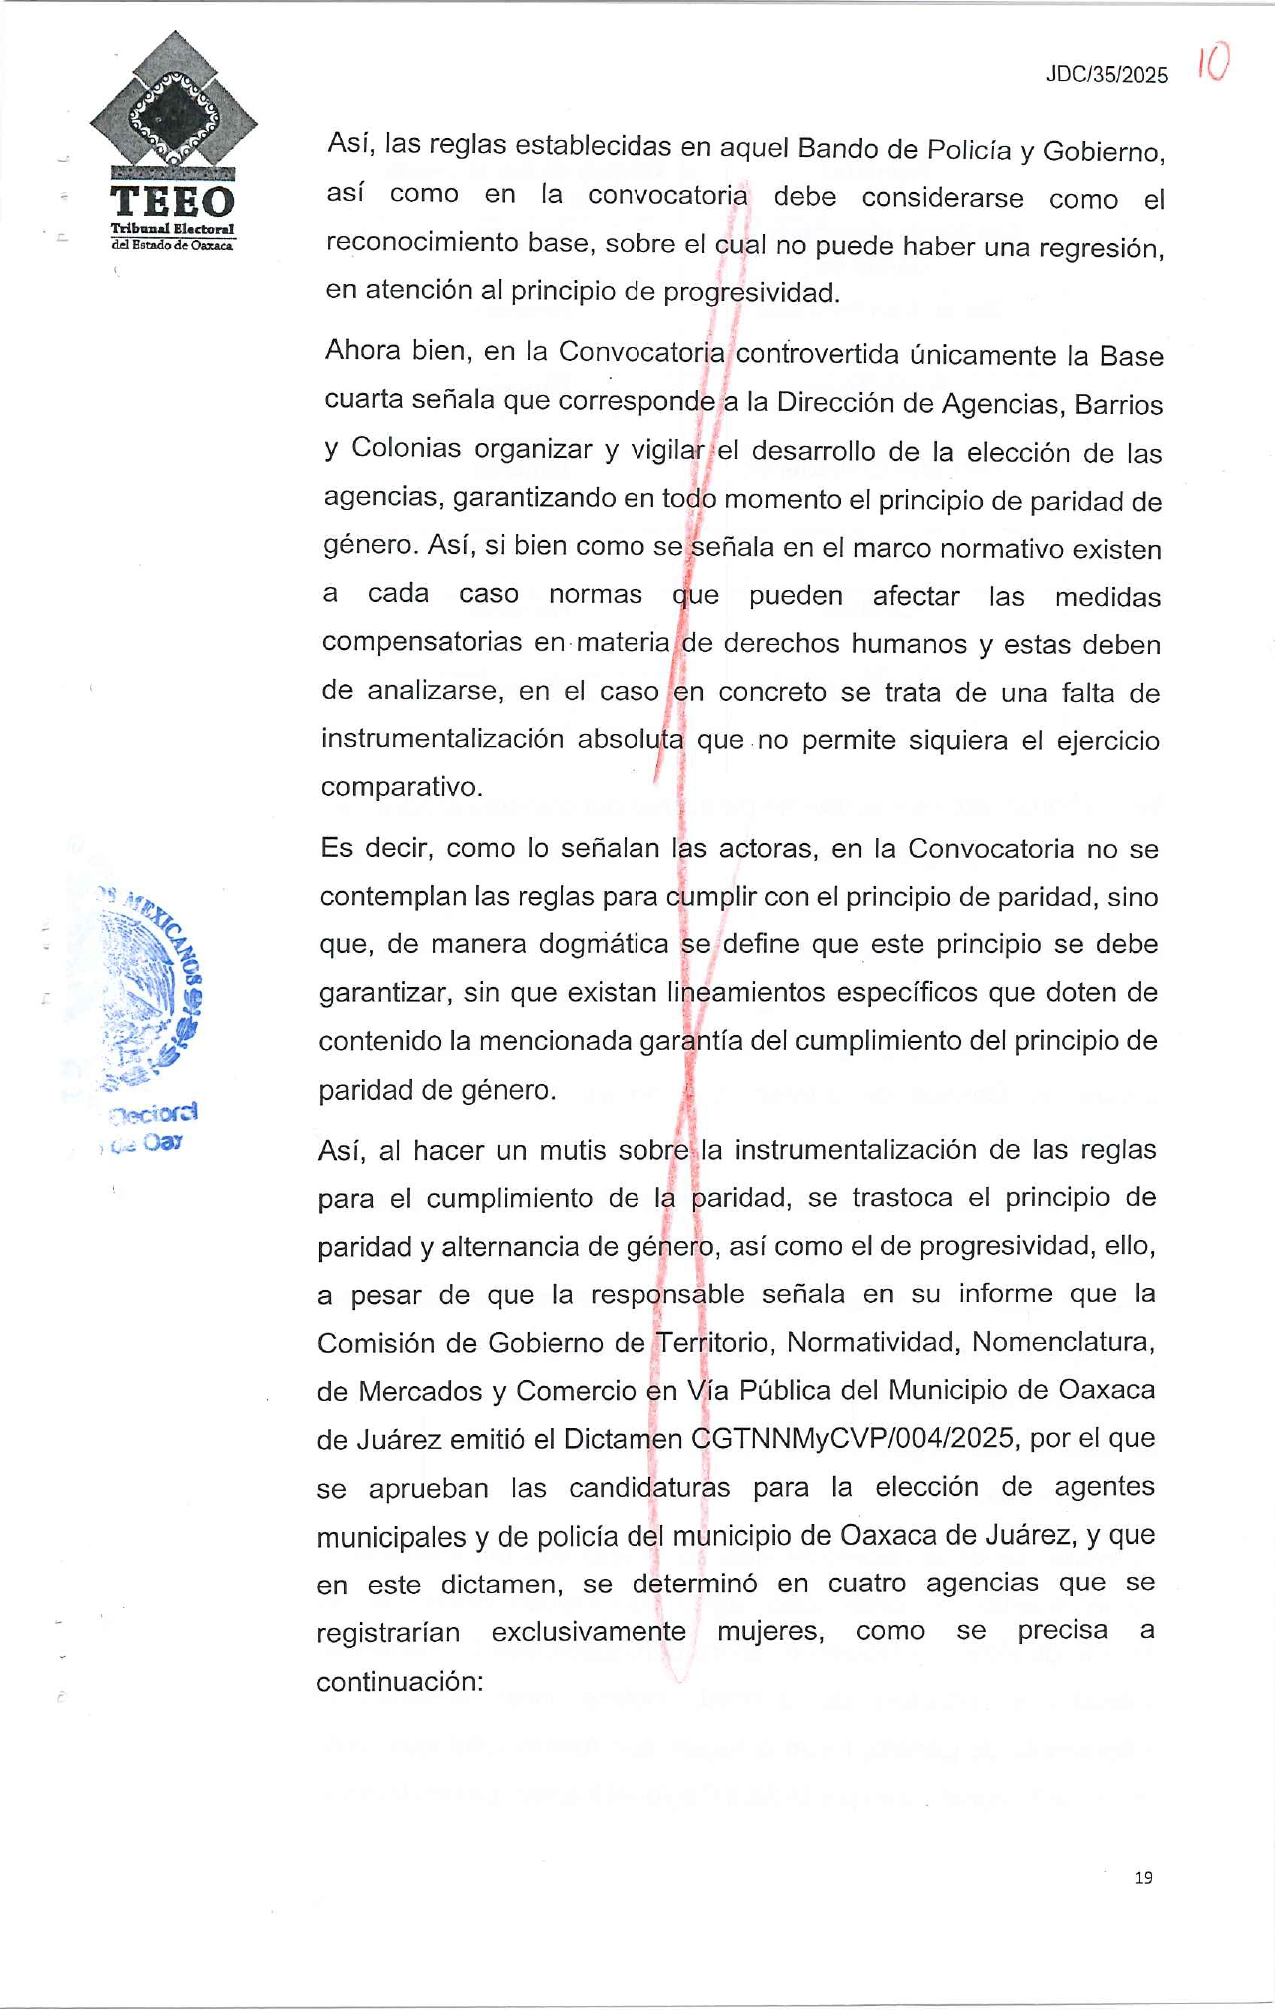 JDC/35/2025
10
TEEO
Tribunal Electoral
del Estado de Oaxaca
Así, las reglas establecidas en aquel Bando de Policía y Gobierno,
así como en la convocatoria debe considerarse como el
reconocimiento base, sobre el cual no puede haber una regresión,
en atención al principio de progresividad.
Ahora bien, en la Convocatoria controvertida únicamente la Base
cuarta señala que corresponde a la Dirección de Agencias, Barrios
y Colonias organizar y vigilar el desarrollo de la elección de las
agencias, garantizando en todo momento el principio de paridad de
género. Así, si bien como se señala en el marco normativo existen
a cada caso normas que pueden afectar las medidas
compensatorias en materia de derechos humanos y estas deben
de analizarse, en el caso en concreto se trata de una falta de
instrumentalización absoluta que no permite siquiera el ejercicio
comparativo.
Es decir, como lo señalan las actoras, en la Convocatoria no se
contemplan las reglas para cumplir con el principio de paridad, sino
que, de manera dogmática se define que este principio se debe
garantizar, sin que existan lineamientos específicos que doten de
contenido la mencionada garantía del cumplimiento del principio de
paridad de género.
Así, al hacer un mutis sobre la instrumentalización de las reglas
para el cumplimiento de la paridad, se trastoca el principio de
paridad y alternancia de género, así como el de progresividad, ello,
a pesar de que la responsable señala en su informe que la
Comisión de Gobierno de Territorio, Normatividad, Nomenclatura,
de Mercados y Comercio en Vía Pública del Municipio de Oaxaca
de Juárez emitió el Dictamen CGTNNMyCVP/004/2025, por el que
se aprueban las candidaturas para la elección de agentes
municipales y de policía del municipio de Oaxaca de Juárez, y que
en este dictamen, se determinó en cuatro agencias que se
registrarían exclusivamente mujeres, como se precisa a
continuación:
OS MEXICANOS
Electoral
de Oax
19